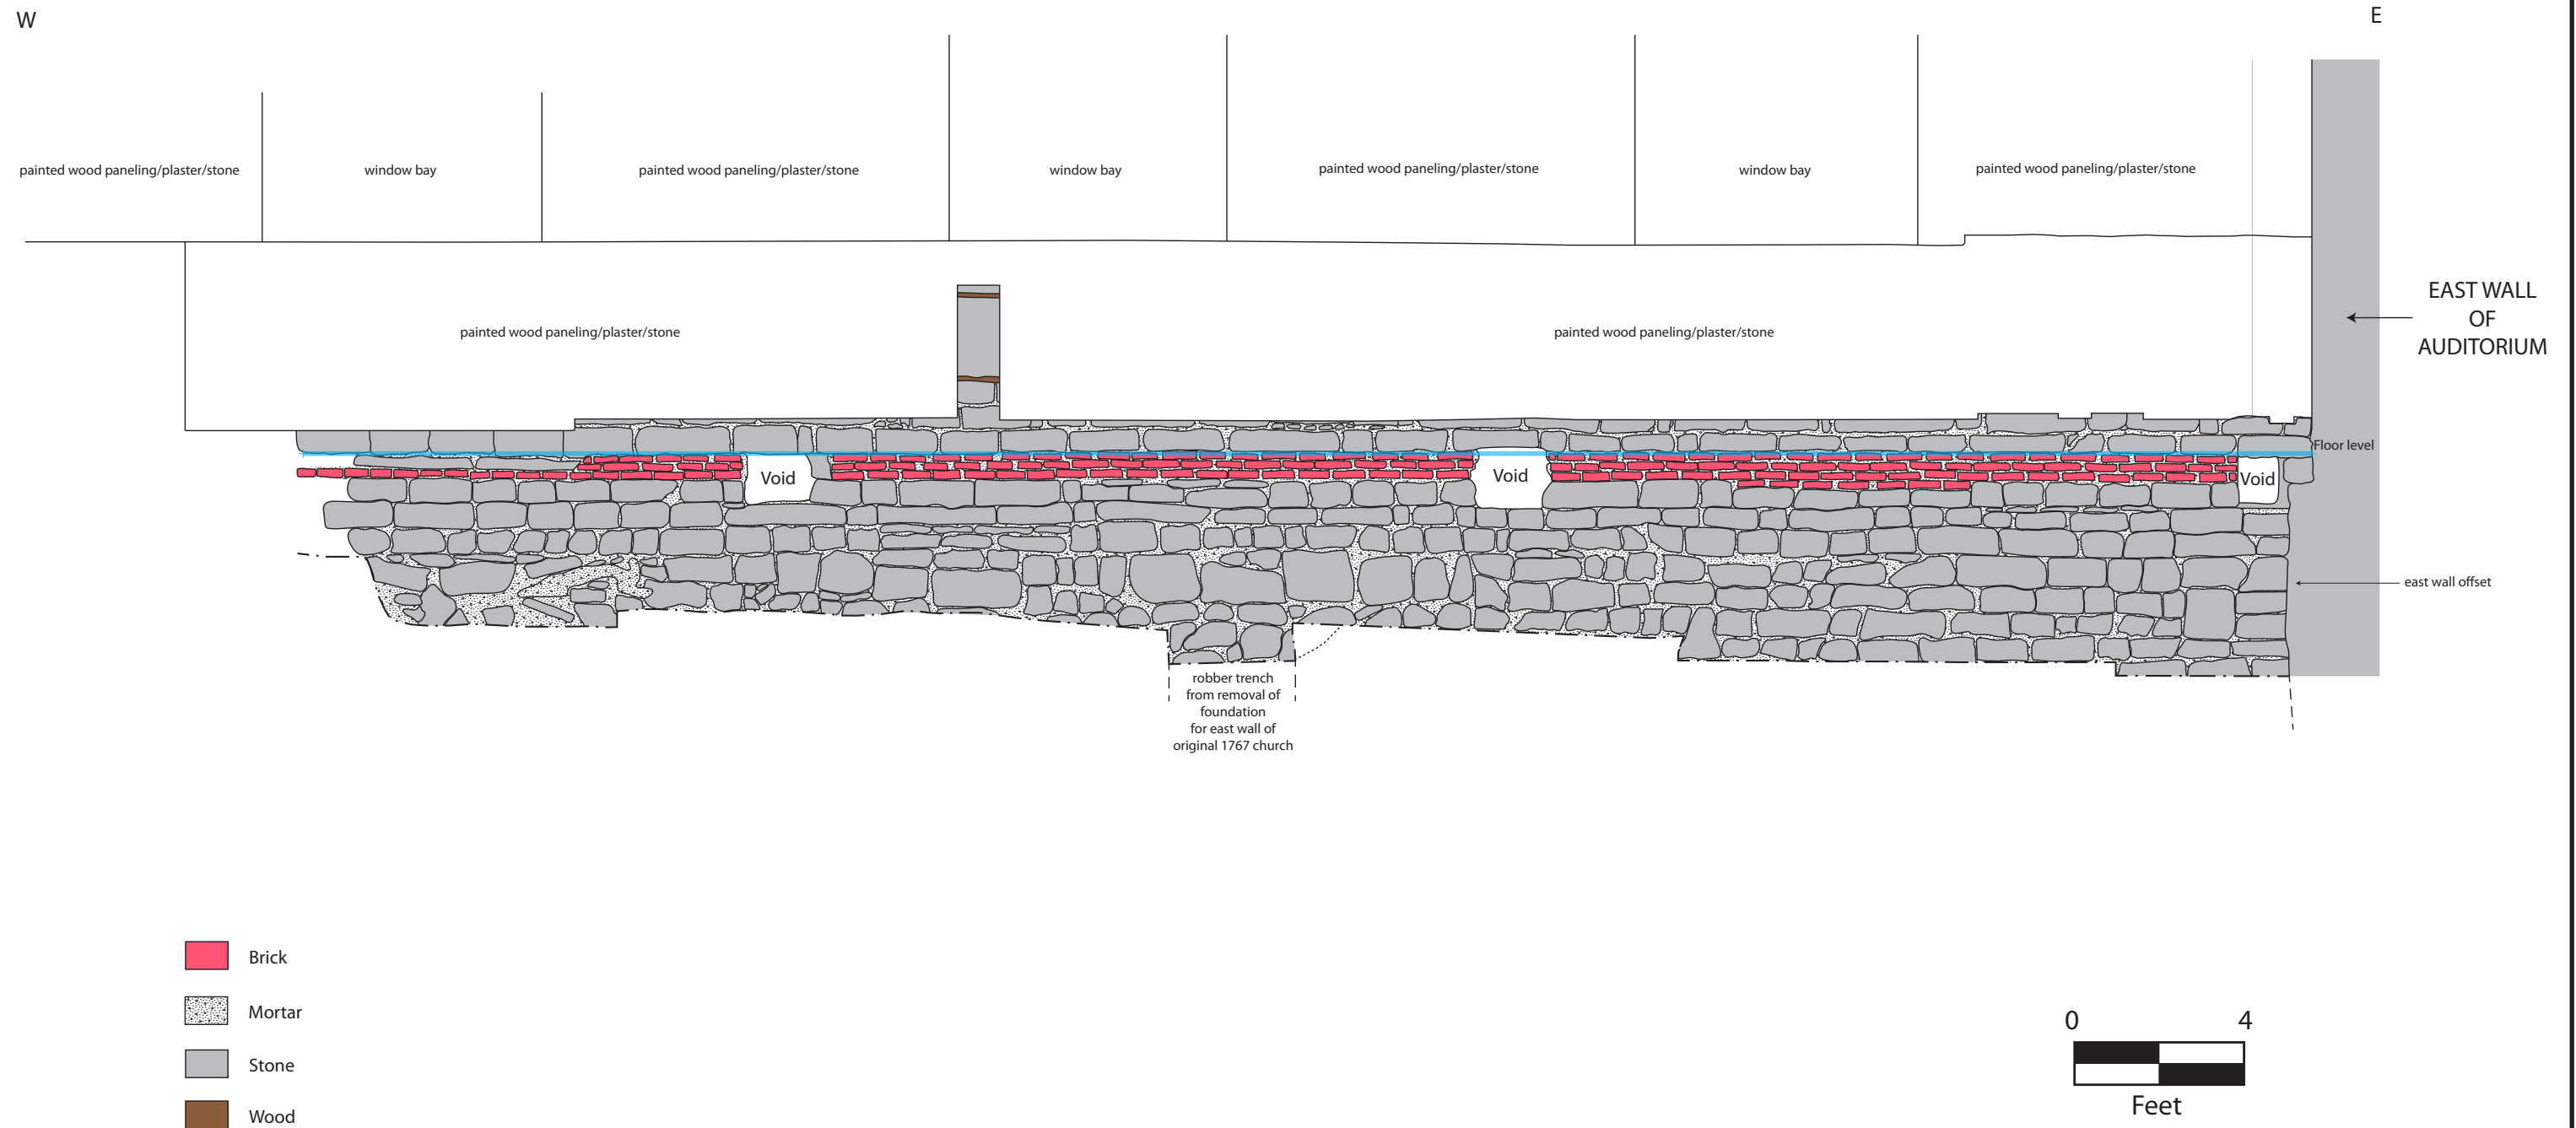 W
E
painted wood paneling/plaster/stone
window bay
painted wood paneling/plaster/stone
window bay
painted wood paneling/plaster/stone
window bay
painted wood paneling/plaster/stone
painted wood paneling/plaster/stone
painted wood paneling/plaster/stone
EAST WALL
OF
AUDITORIUM
Floor level
Void
Void
Void
east wall offset
robber trench
from removal of
foundation
for east wall of
original 1767 church
Brick
Mortar
Stone
Wood
0 4
Feet